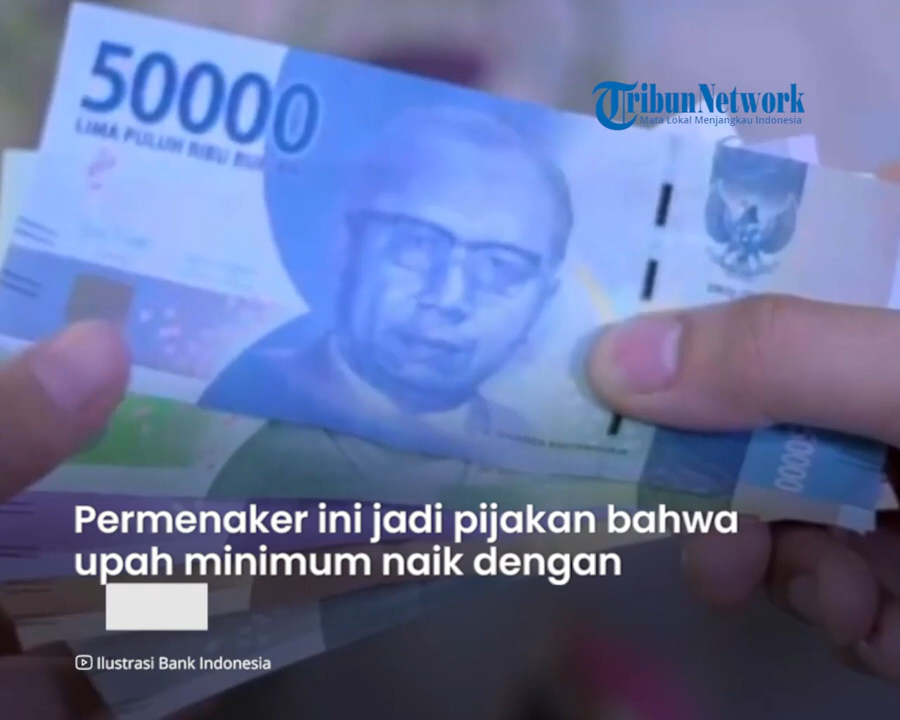 50000
LIMA PULUH RIBU
TribunNetwork
Mata Lokal Menjangkau Indonesia
50000
Permenaker ini jadi pijakan bahwa
upah minimum naik dengan
Ilustrasi Bank Indonesia